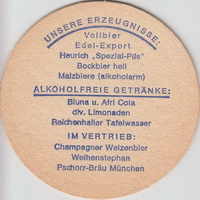 UNSERE ERZEUGNISSE:
Vollbier
Edel-Export
Heurich „Spezial-Pils"
Bockbier hell
Malzbiere (alkoholarm)
ALKOHOLFREIE GETRÄNKE:
Bluna u. Afri Cola
div. Limonaden
Reichenhaller Tafelwasser
IM VERTRIEB:
Champagner Weizenbier
Weihenstephan
Pschorr-Bräu München